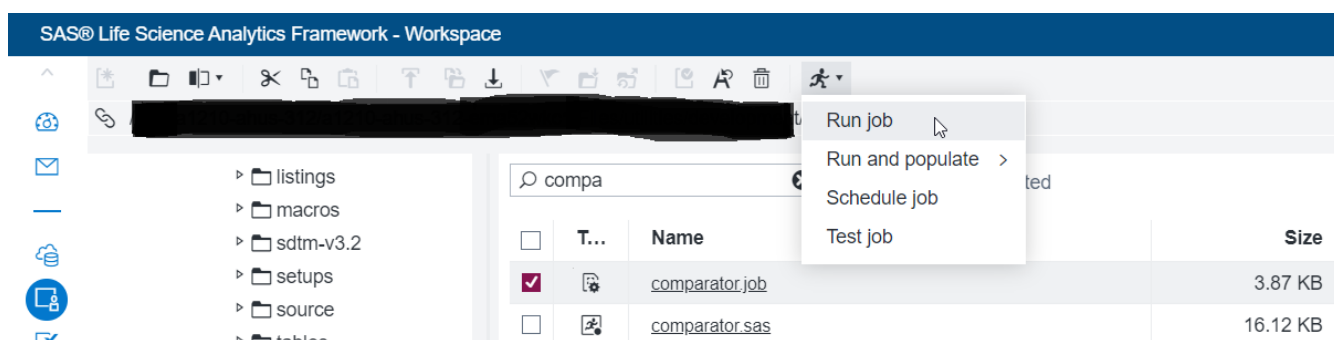 SAS® Life Science Analytics Framework - Workspace
Run job
Run and populate >
Schedule job
Test job
listings
macros
sdtm-v3.2
setups
source
compa
T... Name Size
comparator.job 3.87 KB
comparator.sas 16.12 KB